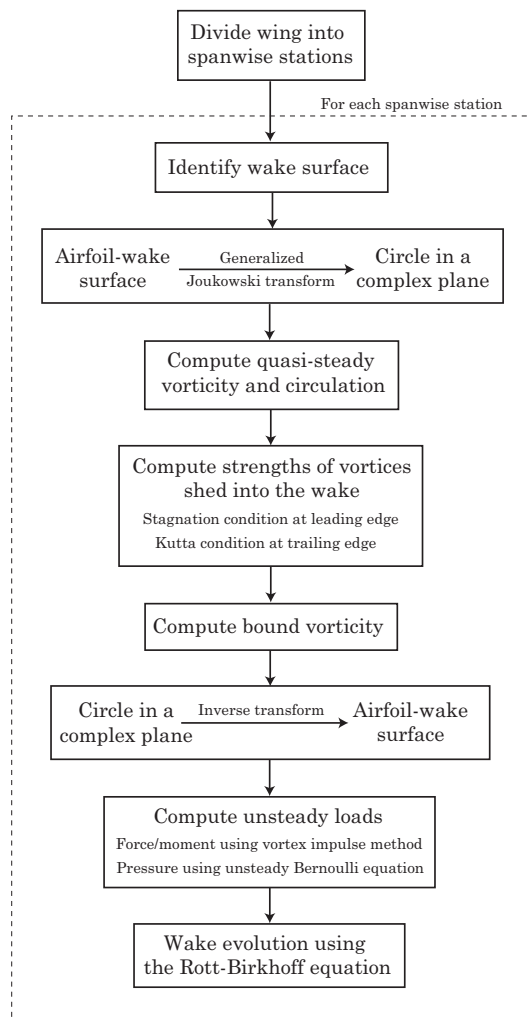 Divide wing into
spanwise stations
For each spanwise station
Identify wake surface
Airfoil-wake
surface
Generalized
Joukowski transform
Circle in a
complex plane
Compute quasi-steady
vorticity and circulation
Compute strengths of vortices
shed into the wake
Stagnation condition at leading edge
Kutta condition at trailing edge
Compute bound vorticity
Circle in a
complex plane
Inverse transform
Airfoil-wake
surface
Compute unsteady loads
Force/moment using vortex impulse method
Pressure using unsteady Bernoulli equation
Wake evolution using
the Rott-Birkhoff equation